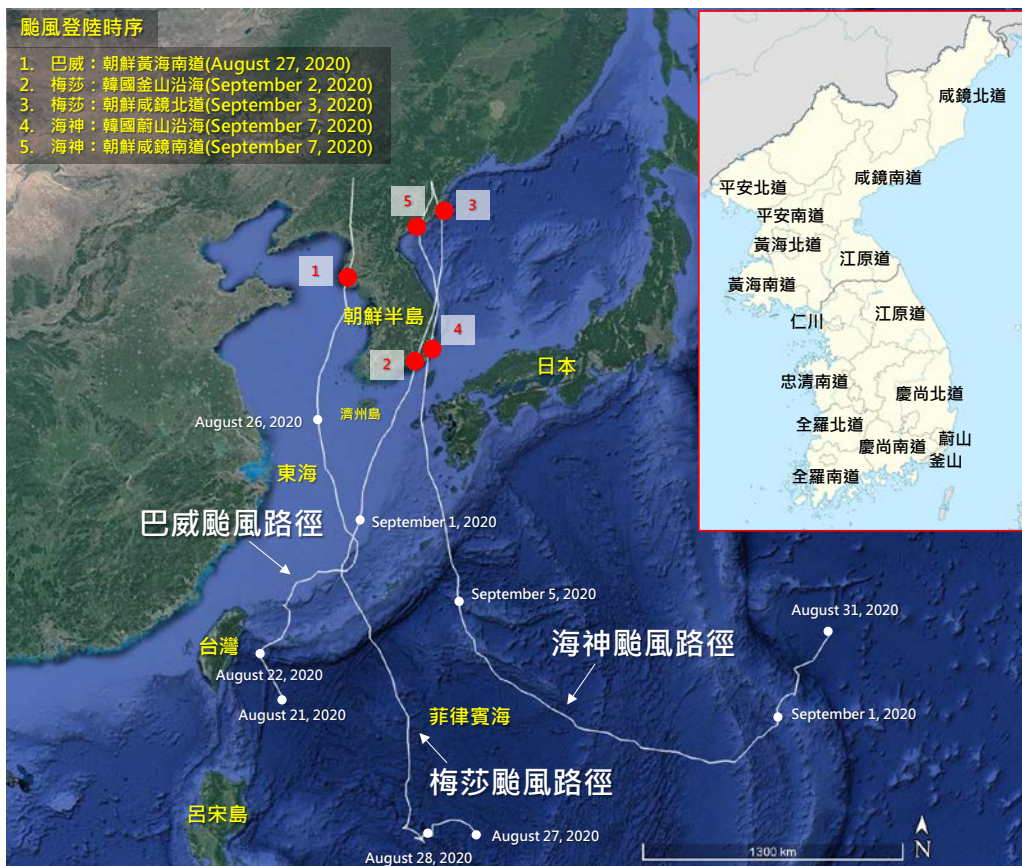 颱風登陸時序
1. 巴威：朝鮮黃海南道(August 27, 2020)
2. 梅莎：韓國釜山沿海(September 2, 2020)
3. 梅莎：朝鮮咸鏡北道(September 3, 2020)
4. 海神：韓國蔚山沿海(September 7, 2020)
5. 海神：朝鮮咸鏡南道(September 7, 2020)
咸鏡北道
咸鏡南道
平安北道
平安南道
黃海北道
江原道
黃海南道
江原道
仁川
忠清南道
慶尚北道
全羅北道
蔚山
慶尚南道
釜山
全羅南道
5
3
1
朝鮮半島
4
2
日本
濟州島
August 26, 2020
東海
September 1, 2020
巴威颱風路徑
September 5, 2020
August 31, 2020
台灣
海神颱風路徑
August 22, 2020
August 21, 2020
菲律賓海
September 1, 2020
梅莎颱風路徑
呂宋島
August 27, 2020
August 28, 2020
1300 km
N